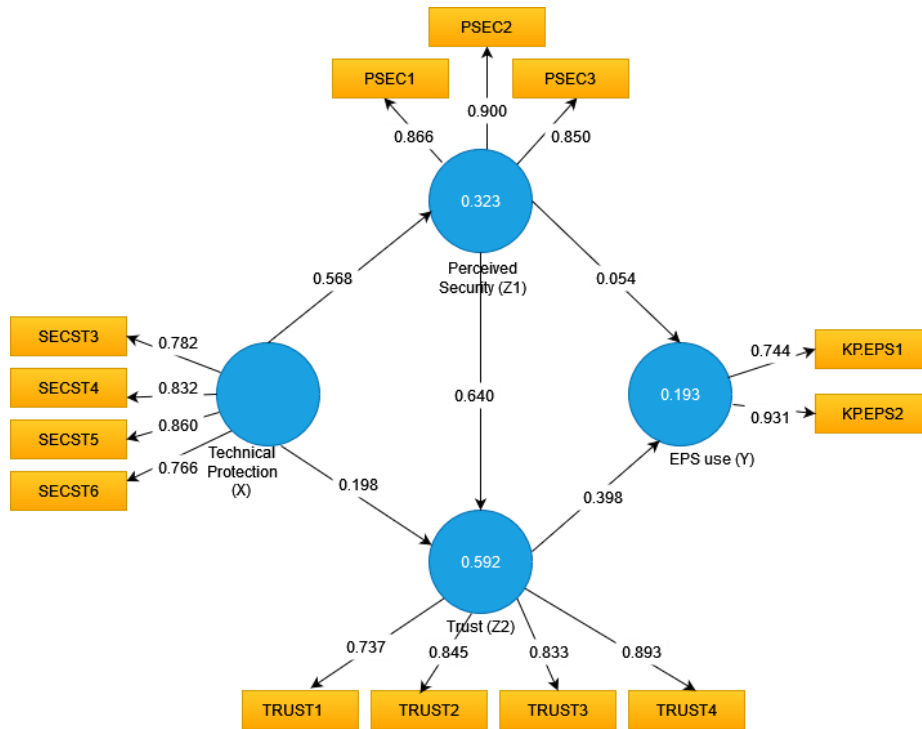 PSEC2
PSEC1
PSEC3
0.900
0.866
0.850
0.323
Perceived
Security (Z1)
0.568
0.054
SECST3
0.782
SECST4
0.832
SECST5
0.860
SECST6
0.766
Technical
Protection
(X)
0.640
0.193
EPS use (Y)
0.744
KP.EPS1
0.931
KP.EPS2
0.198
0.398
0.592
Trust (Z2)
0.737
0.845
0.833
0.893
TRUST1
TRUST2
TRUST3
TRUST4